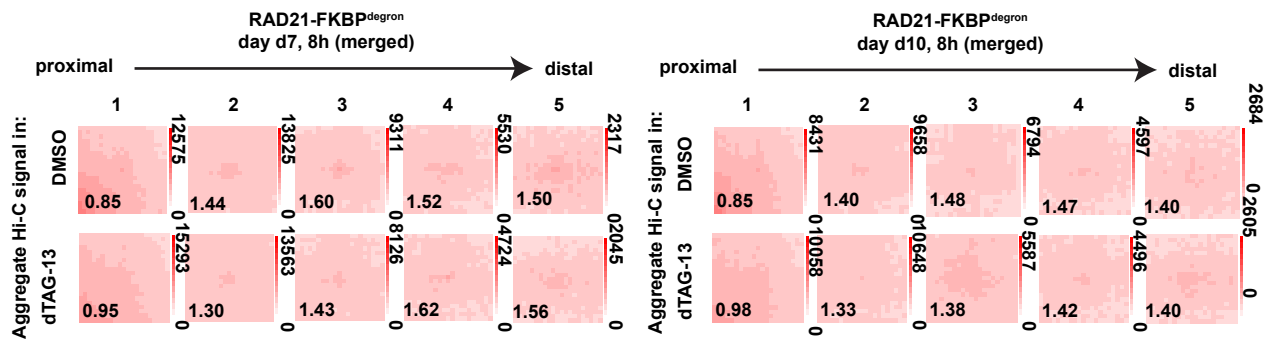 RAD21-FKBPdegron
day d7, 8h (merged)
proximal
distal
1 2 3 4 5
Aggregate Hi-C signal in:
DMSO
0.85 1.44 1.60 1.52 1.50
12575 13825 9311 5530 2317
0 0 0 0 0
dTAG-13
0.95 1.30 1.43 1.62 1.56
15293 13563 8126 4724 2045
0 0 0 0 0
RAD21-FKBPdegron
day d10, 8h (merged)
proximal
distal
1 2 3 4 5
Aggregate Hi-C signal in:
DMSO
0.85 1.40 1.48 1.47 1.40
8431 9658 6794 4597 2684
0 0 0 0 0
dTAG-13
0.98 1.33 1.38 1.42 1.40
10058 10648 5587 4496 2605
0 0 0 0 0